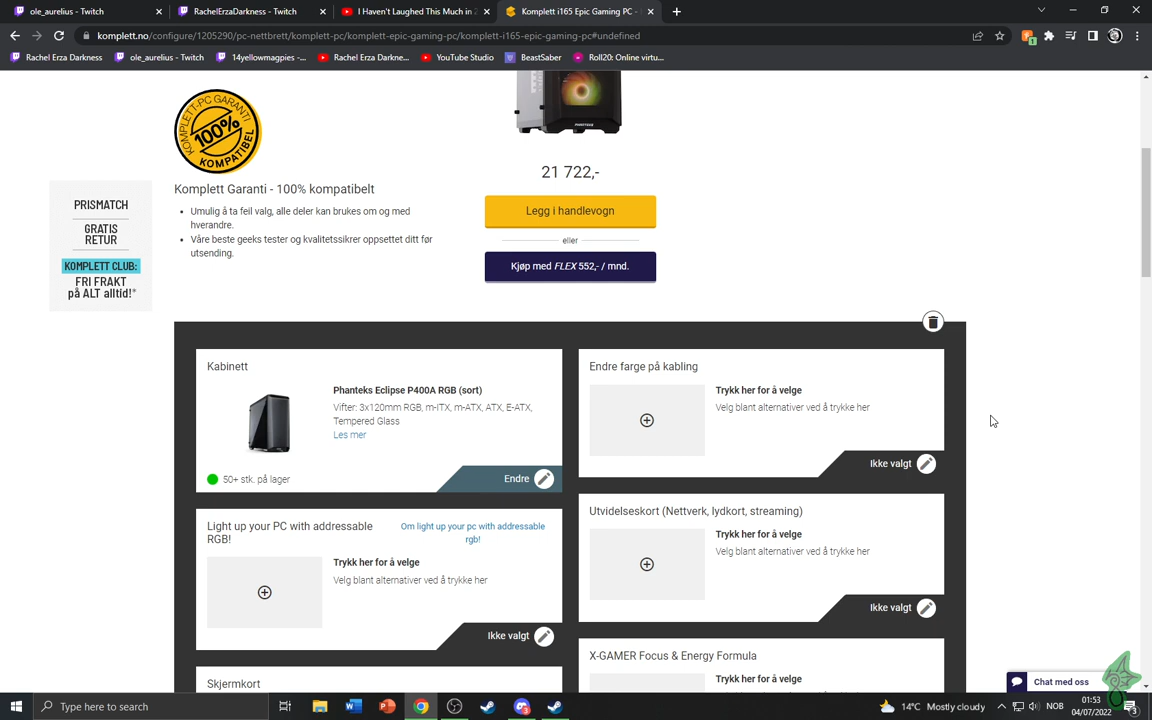 ole_aurelius - Twitch
RachelErzaDarkness - Twitch
I Haven't Laughed This Much in 2
Komplett i165 Epic Gaming PC -
komplett.no/configure/1205290/pc-nettbrett/komplett-pc/komplett-epic-gaming-pc/komplett-i165-epic-gaming-pc#undefined
Rachel Erza Darkness
ole_aurelius - Twitch
14yellowmagpies -...
Rachel Erza Darkne...
YouTube Studio
BeastSaber
Roll20: Online virtu...
KOMPLETT-PC GARANTI
100%
KOMPATIBEL
PHANTEKS
21 722,-
Komplett Garanti - 100% kompatibelt
Umulig å ta feil valg, alle deler kan brukes om og med
hverandre.
Våre beste geeks tester og kvalitetssikrer oppsettet ditt før
utsending.
Legg i handlevogn
eller
Kjøp med FLEX 552,- / mnd.
PRISMATCH
GRATIS
RETUR
KOMPLETT CLUB:
FRI FRAKT
på ALT alltid!*
Kabinett
Phanteks Eclipse P400A RGB (sort)
Vifter: 3x120mm RGB, m-ITX, m-ATX, ATX, E-ATX,
Tempered Glass
Les mer
50+ stk. på lager
Endre
Endre farge på kabling
Trykk her for å velge
Velg blant alternativer ved å trykke her
Ikke valgt
Light up your PC with addressable
RGB!
Om light up your pc with addressable
rgb!
Trykk her for å velge
Velg blant alternativer ved å trykke her
Ikke valgt
Utvidelseskort (Nettverk, lydkort, streaming)
Trykk her for å velge
Velg blant alternativer ved å trykke her
Ikke valgt
Skjermkort
X-GAMER Focus & Energy Formula
Trykk her for å velge
Chat med oss
Type here to search
14°C Mostly cloudy
NOB
01:53
04/07/2022
3